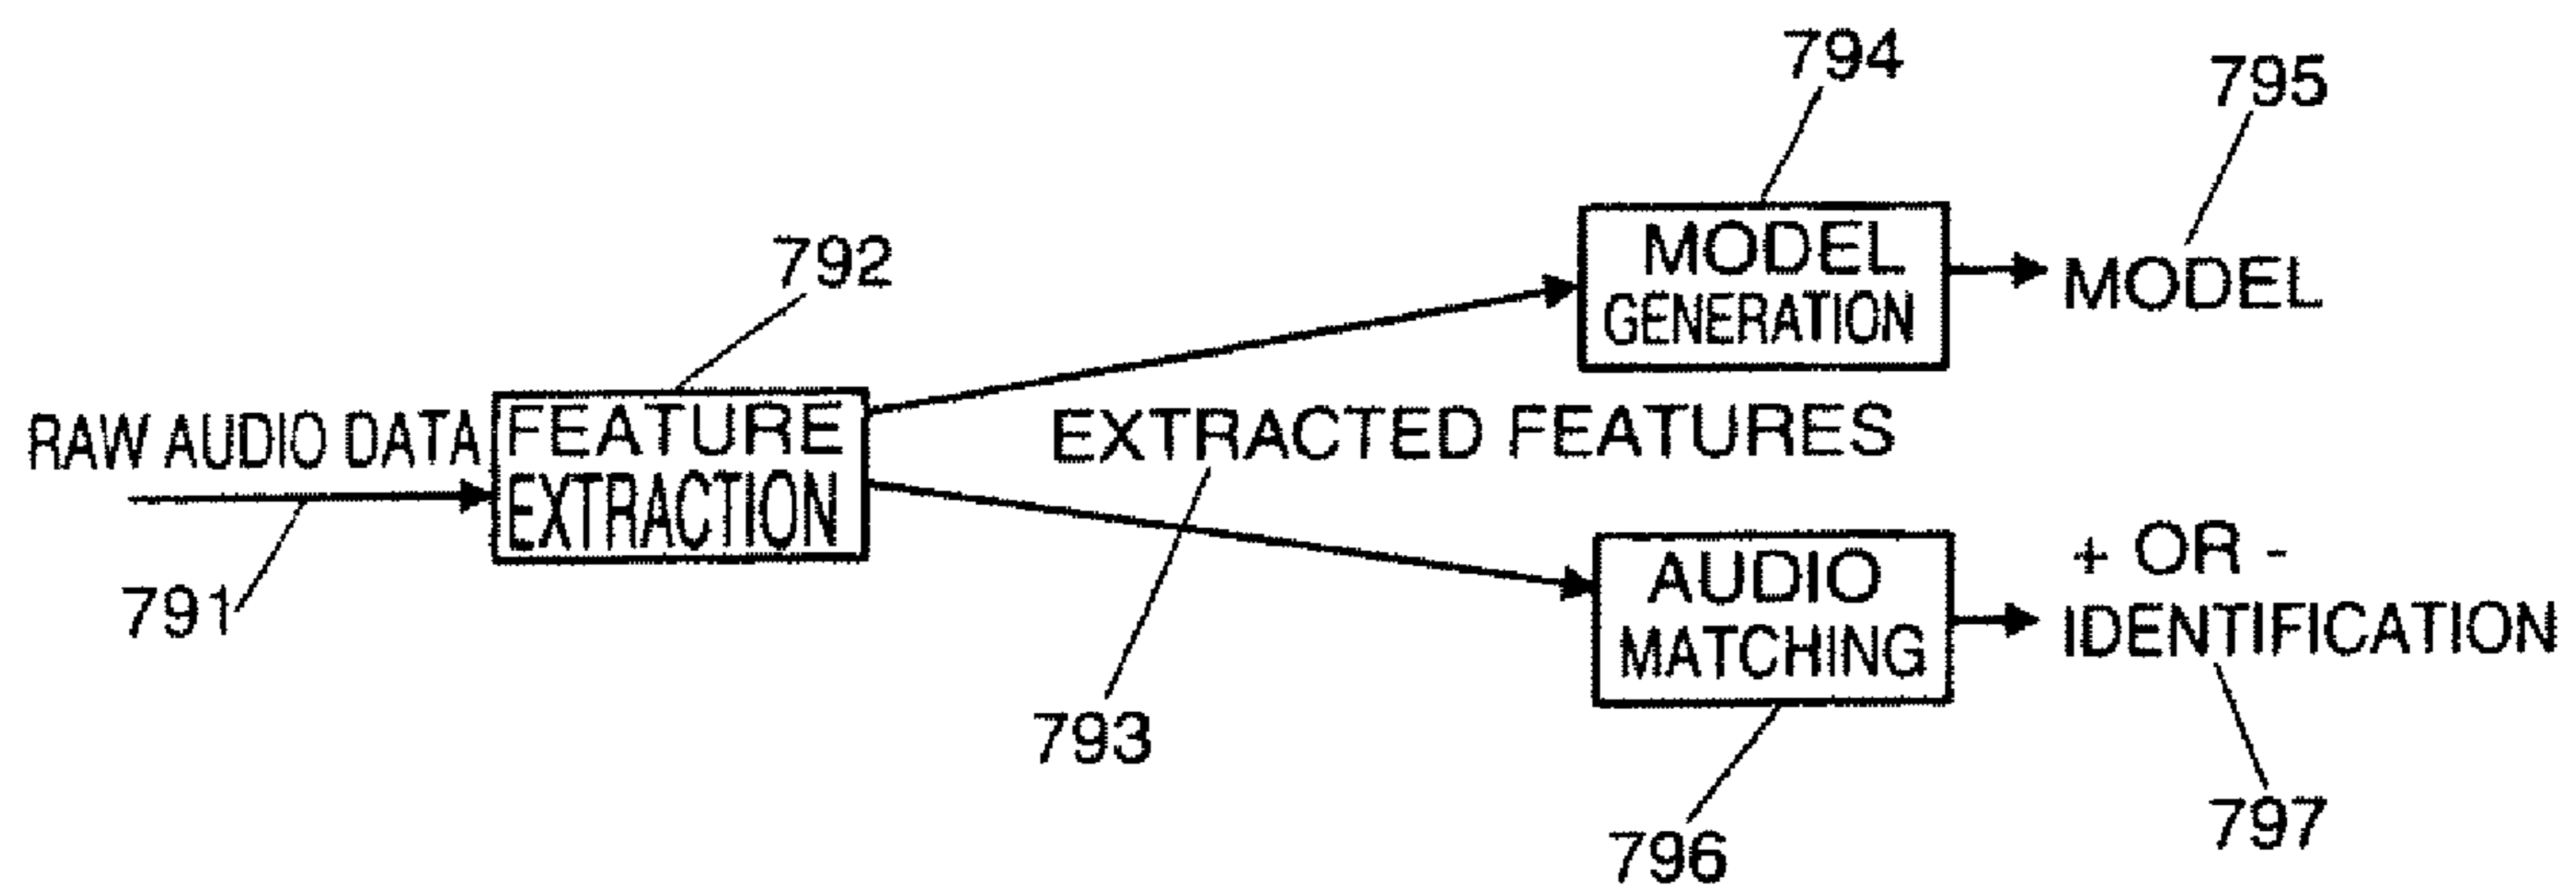 794
795
792
MODEL
GENERATION
MODEL
RAW AUDIO DATA
FEATURE
EXTRACTION
EXTRACTED FEATURES
791
793
AUDIO
MATCHING
+ OR -
IDENTIFICATION
796
797